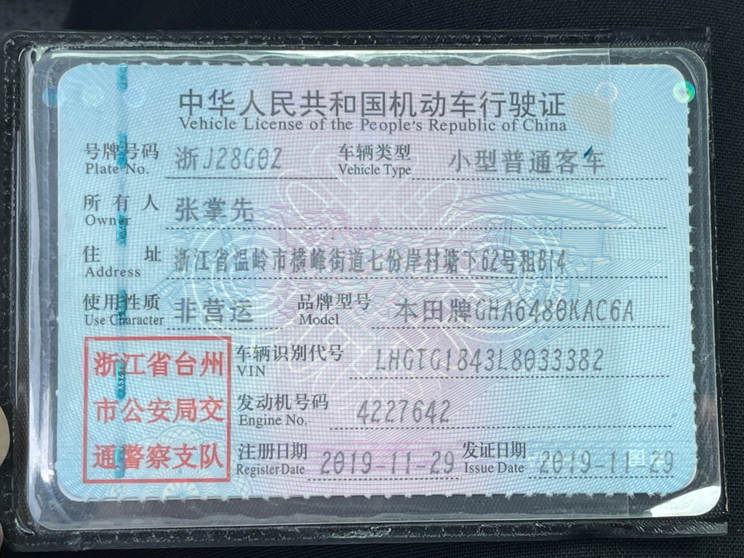 中华人民共和国机动车行驶证
Vehicle License of the People's Republic of China
号牌号码 浙J28G0Z 车辆类型 小型普通客车
Plate No. Vehicle Type
所有人 张掌先
Owner
住址 浙江省温岭市横峰街道七份岸村塘下62号租B14
Address
使用性质 非营运 品牌型号 本田牌GHA6480KAC6A
Use Character Model
浙江省台州 车辆识别代号 LHGTG1843L8033382
VIN
市公安局交 发动机号码 4227642
Engine No.
通警察支队 注册日期 2019-11-29 发证日期 2019-11-29
Register Date Issue Date